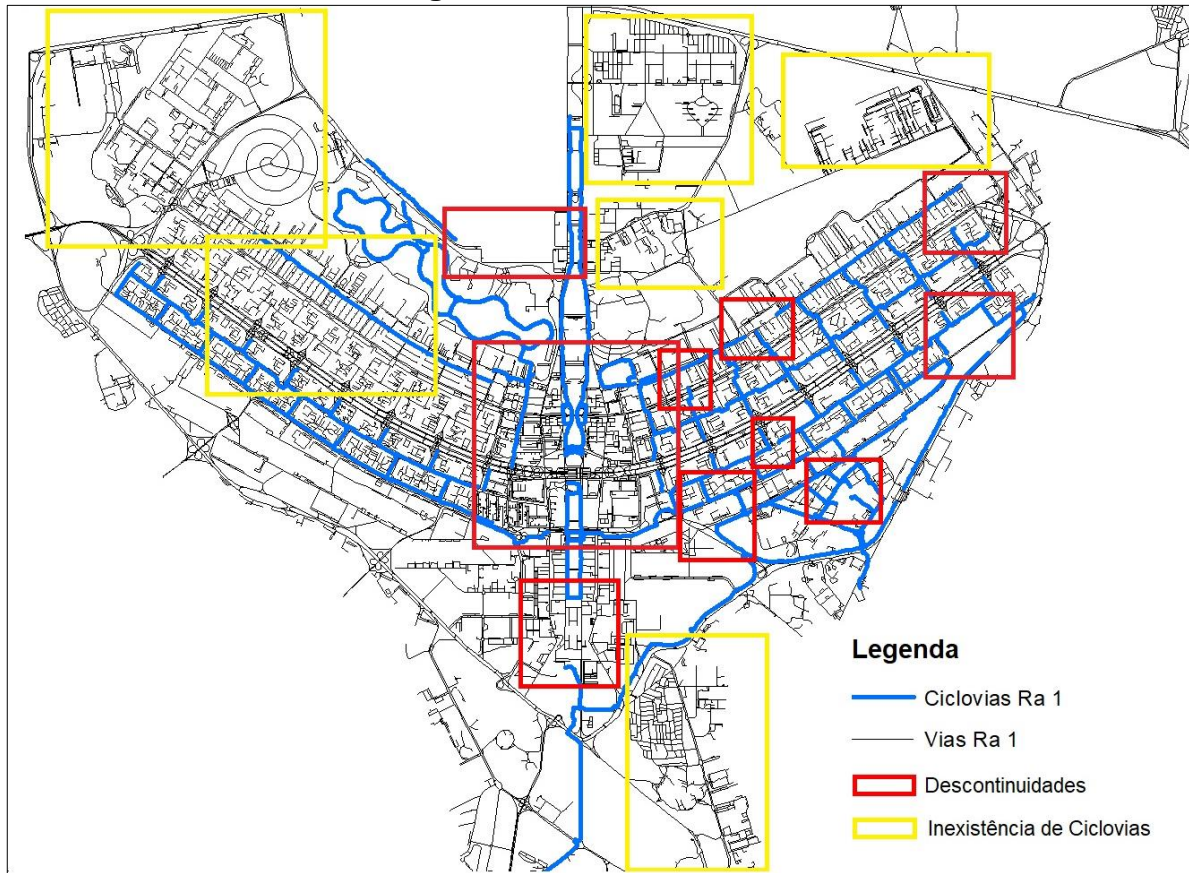 Legenda
Ciclovias Ra 1
Vias Ra 1
Descontinuidades
Inexistência de Ciclovias